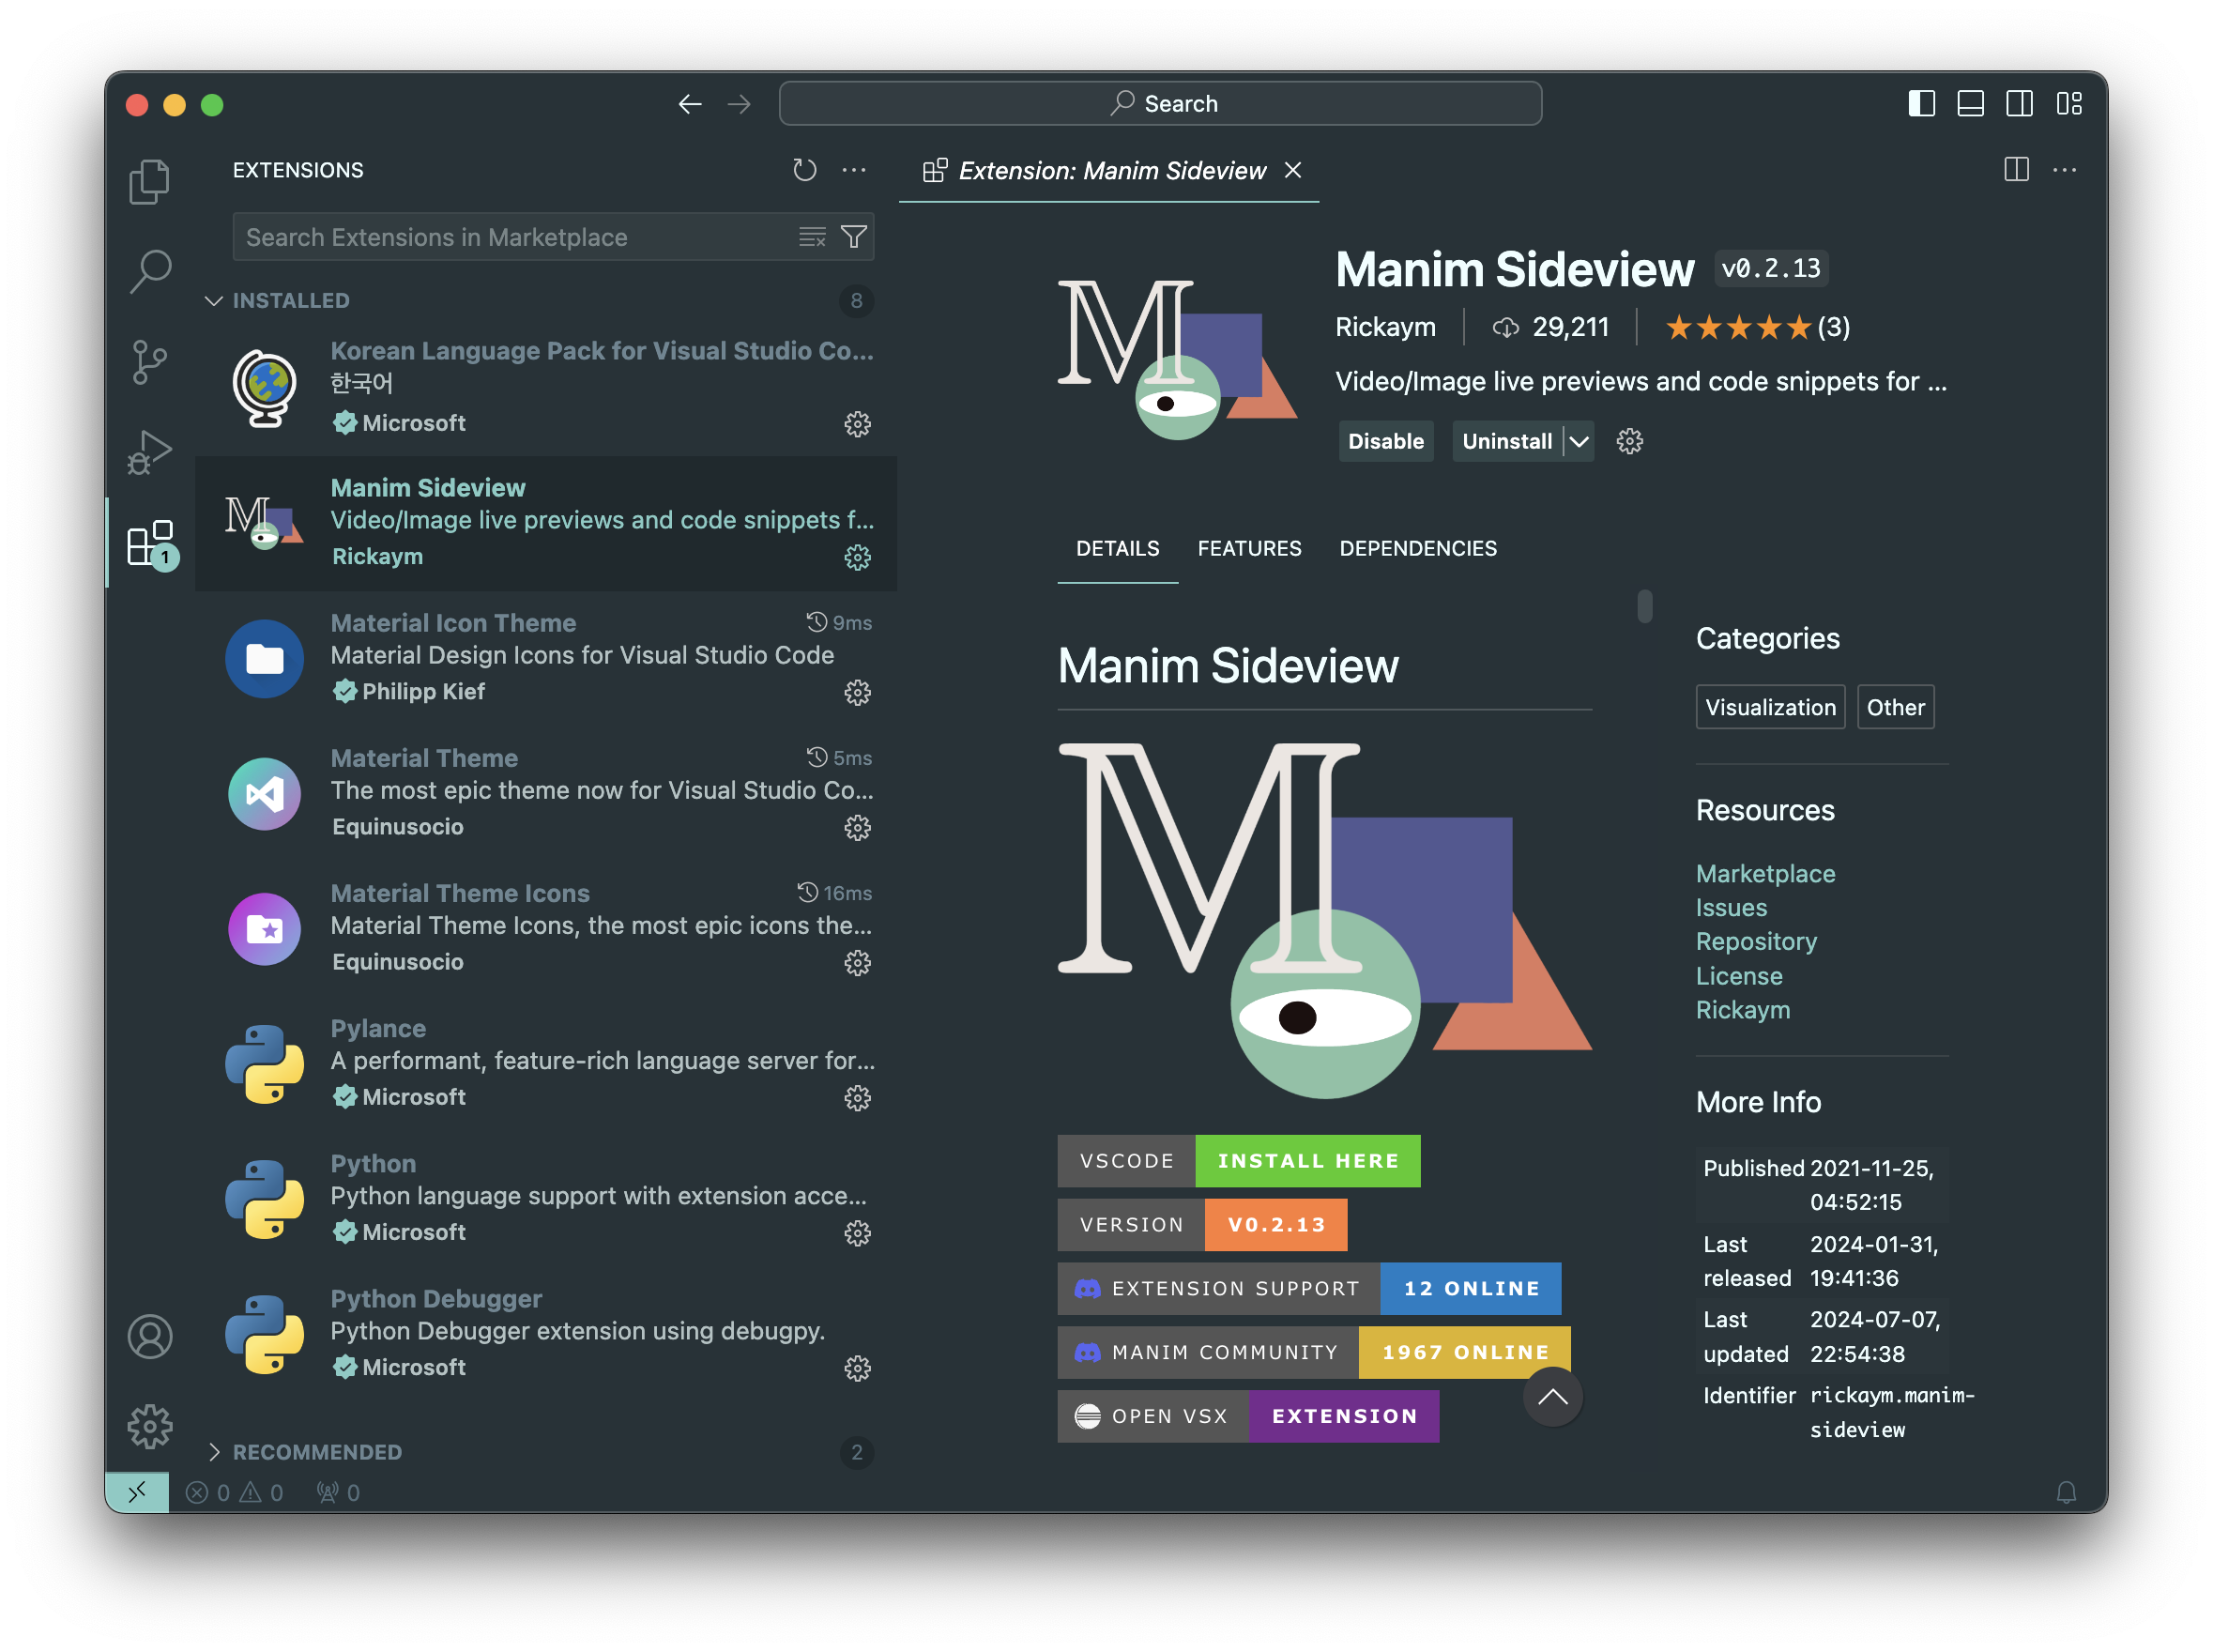 Search
EXTENSIONS
Search Extensions in Marketplace
INSTALLED
8
Korean Language Pack for Visual Studio Co...
한국어
Microsoft
Manim Sideview
Video/Image live previews and code snippets f...
Rickaym
1
Material Icon Theme
9ms
Material Design Icons for Visual Studio Code
Philipp Kief
Material Theme
5ms
The most epic theme now for Visual Studio Co...
Equinusocio
Material Theme Icons
16ms
Material Theme Icons, the most epic icons the...
Equinusocio
Pylance
A performant, feature-rich language server for...
Microsoft
Python
Python language support with extension acce...
Microsoft
Python Debugger
Python Debugger extension using debugpy.
Microsoft
RECOMMENDED
2
0 0 0
Extension: Manim Sideview
M
Manim Sideview v0.2.13
Rickaym 29,211 (3)
Video/Image live previews and code snippets for ...
Disable Uninstall
DETAILS FEATURES DEPENDENCIES
Manim Sideview
M
VSCODE INSTALL HERE
VERSION V0.2.13
EXTENSION SUPPORT 12 ONLINE
MANIM COMMUNITY 1967 ONLINE
OPEN VSX EXTENSION
Categories
Visualization Other
Resources
Marketplace
Issues
Repository
License
Rickaym
More Info
Published 2021-11-25,
04:52:15
Last 2024-01-31,
released 19:41:36
Last 2024-07-07,
updated 22:54:38
Identifier rickaym.manim-
sideview